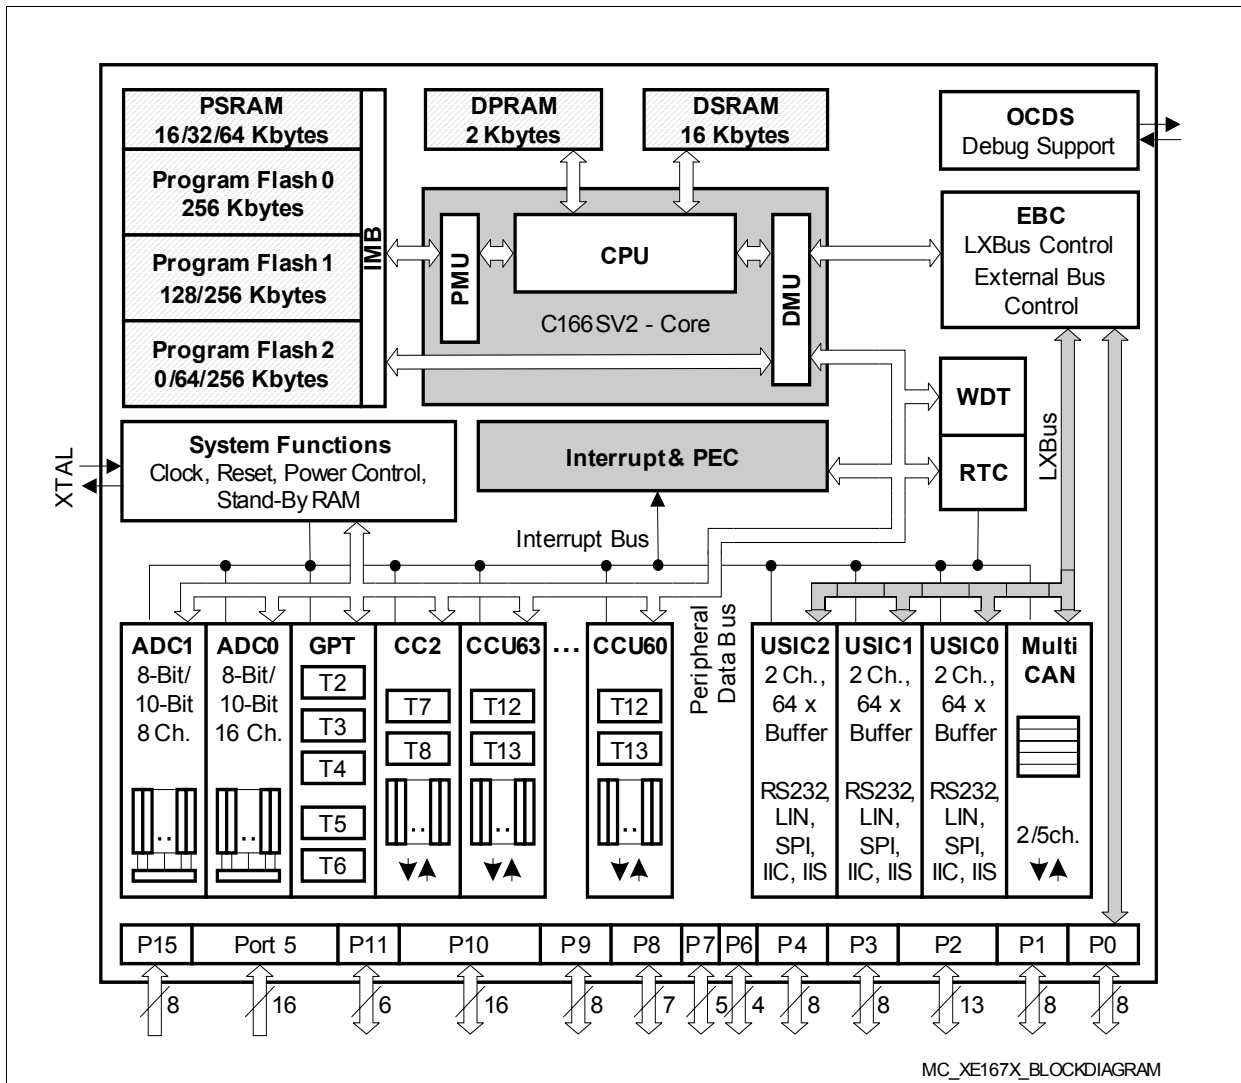 PSRAM
16/32/64 Kbytes
Program Flash 0
256 Kbytes
Program Flash 1
128/256 Kbytes
Program Flash 2
0/64/256 Kbytes
IMB
DPRAM
2 Kbytes
DSRAM
16 Kbytes
PMU
CPU
DMU
C166SV2 - Core
OCDS
Debug Support
EBC
LXBus Control
External Bus
Control
WDT
RTC
LXBus
XTAL
System Functions
Clock, Reset, Power Control,
Stand-By RAM
Interrupt & PEC
Interrupt Bus
Peripheral
Data Bus
ADC1
8-Bit/
10-Bit
8 Ch.
..
ADC0
8-Bit/
10-Bit
16 Ch.
..
GPT
T2
T3
T4
T5
T6
CC2
T7
T8
..
CCU63
T12
T13
..
...
CCU60
T12
T13
..
USIC2
2 Ch.,
64 x
Buffer
RS232,
LIN,
SPI,
IIC, IIS
USIC1
2 Ch.,
64 x
Buffer
RS232,
LIN,
SPI,
IIC, IIS
USIC0
2 Ch.,
64 x
Buffer
RS232,
LIN,
SPI,
IIC, IIS
Multi
CAN
2/5ch.
P15 Port 5 P11 P10 P9 P8 P7 P6 P4 P3 P2 P1 P0
8 16 6 16 8 7 5 4 8 8 13 8 8
MC_XE167X_BLOCKDIAGRAM